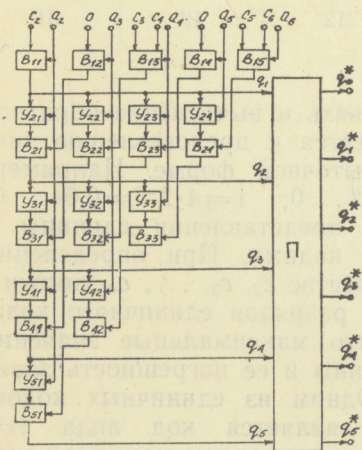 C₂ a₂ O a₃ C₃ C₄ a₄ O a₅ C₅ C₆ a₆
B11 B12 B13 B14 B15
q₁ q₀*
У21 У22 У23 У24
B21 B22 B23 B24
q₁*
q₂
У31 У32 У33
q₂*
B31 B32 B33
П
q₃
q₃*
У41 У42
B41 B42
q₄ q₄*
У51
B51
q₅ q₅*